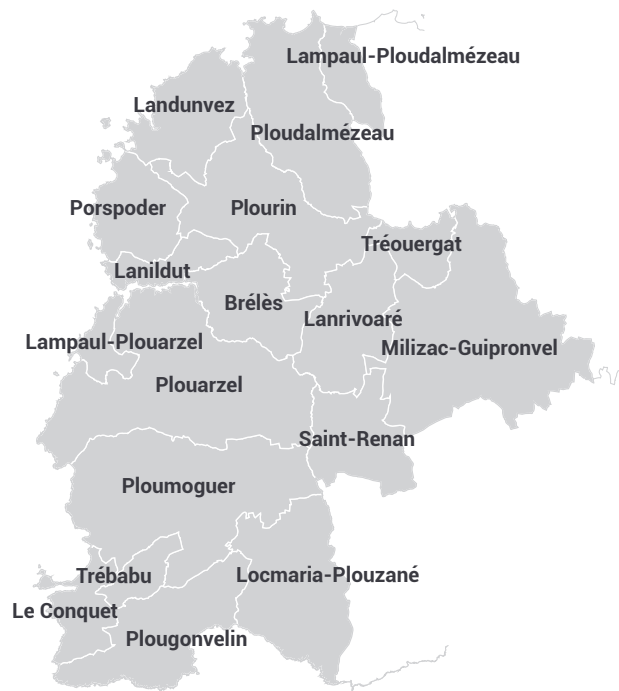 Lampaul-Ploudalmézeau
Landunvez
Ploudalmézeau
Porspoder
Plourin
Tréouergat
Lanildut
Brélès
Lanrivoaré
Lampaul-Plouarzel
Milizac-Guipronvel
Plouarzel
Saint-Renan
Ploumoguer
Trébabu
Locmaria-Plouzané
Le Conquet
Plougonvelin